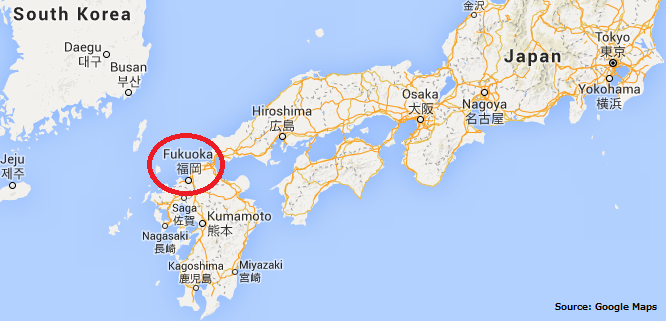 South Korea
Daegu
대구
Busan
부산
Jeju
제주
Fukuoka
福岡
Saga
佐賀
Nagasaki
長崎
Kumamoto
熊本
Kagoshima
鹿児島
Miyazaki
宮崎
Hiroshima
広島
Osaka
大阪
金沢
Nagoya
名古屋
Japan
Tokyo
東京
Yokohama
横浜
Source: Google Maps